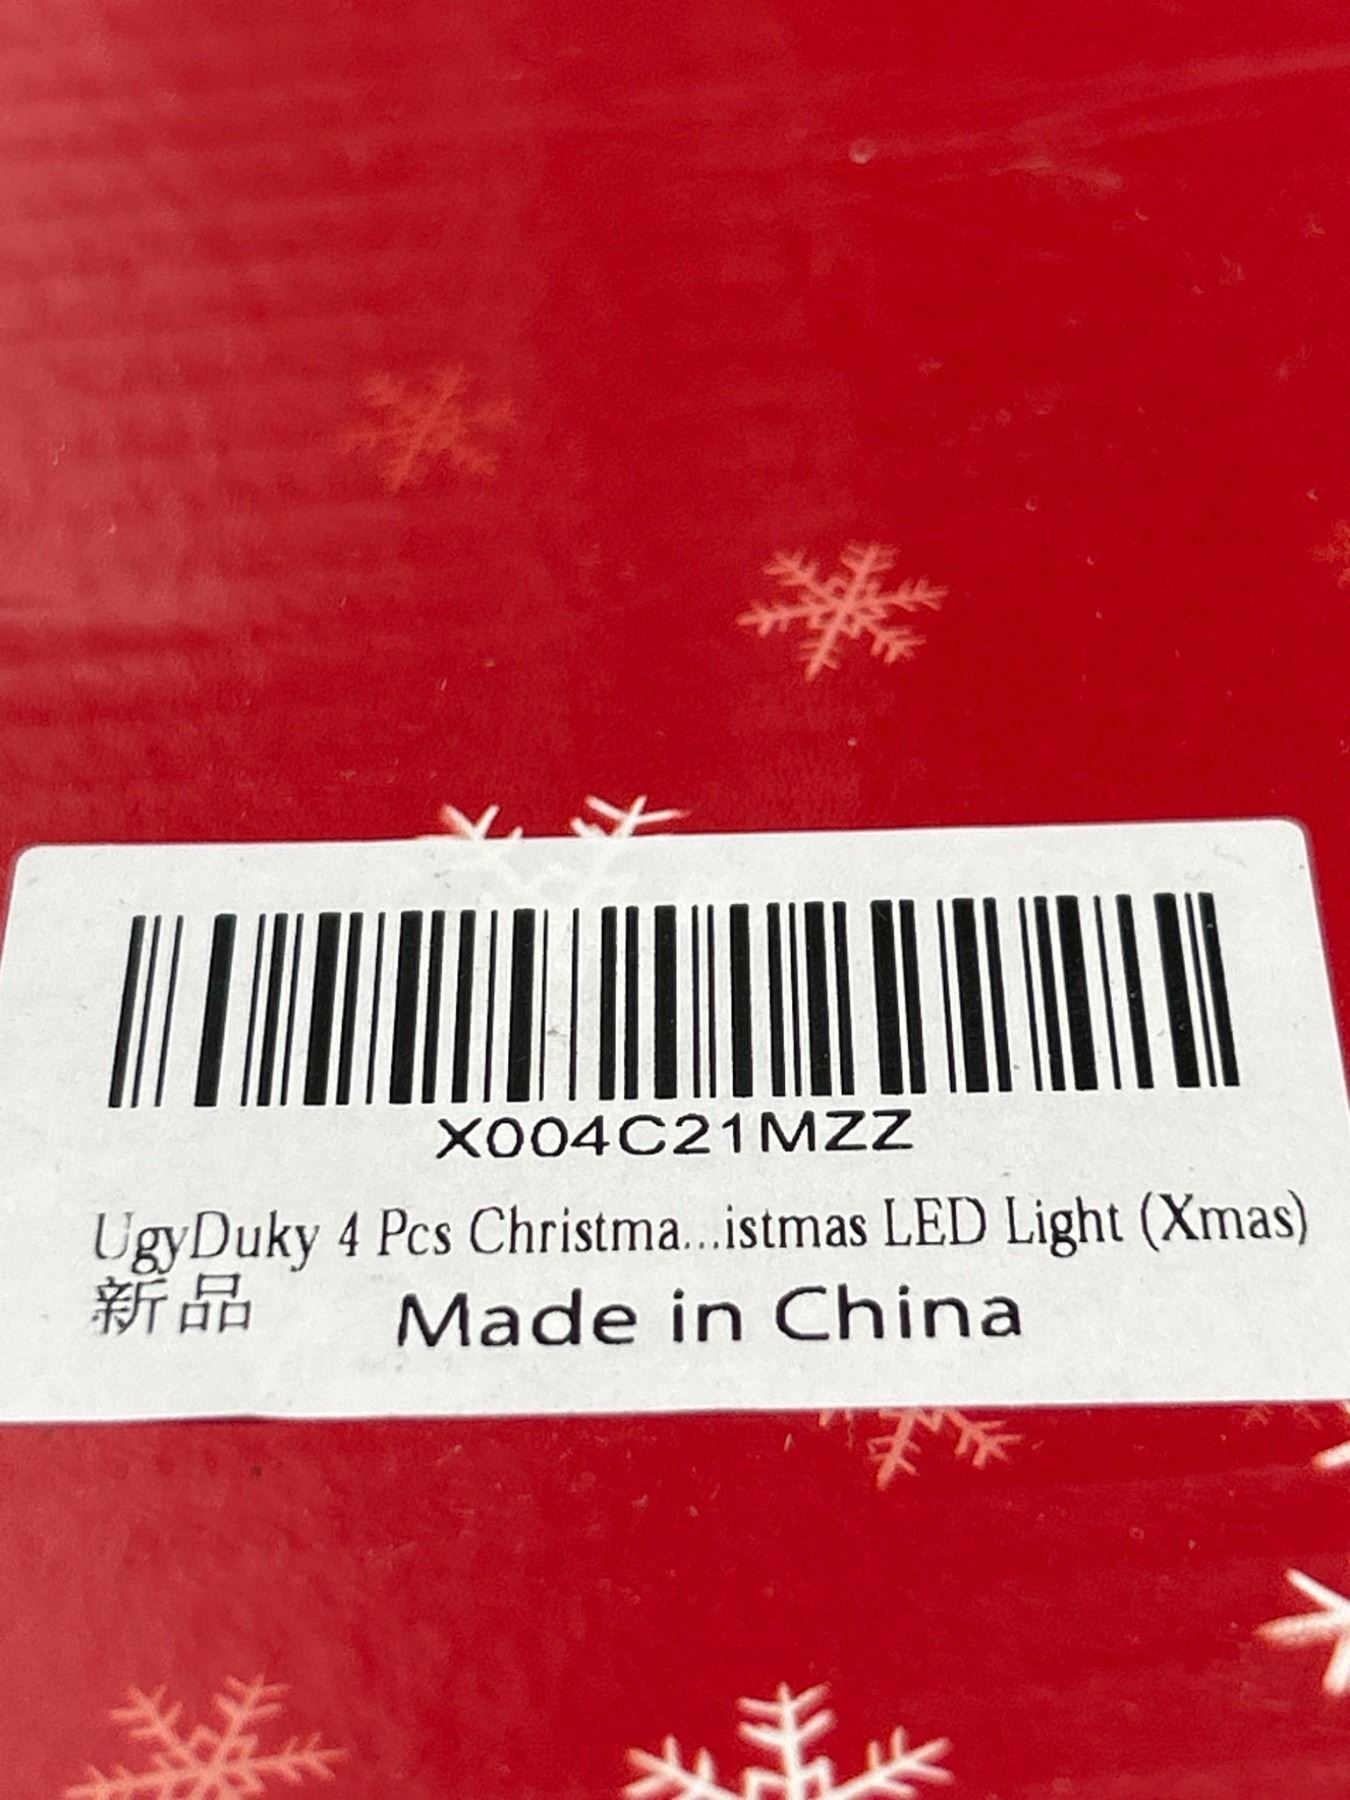 X004C21MZZ
UgyDuky 4 Pcs Christma...istmas LED Light (Xmas)
新品 Made in China